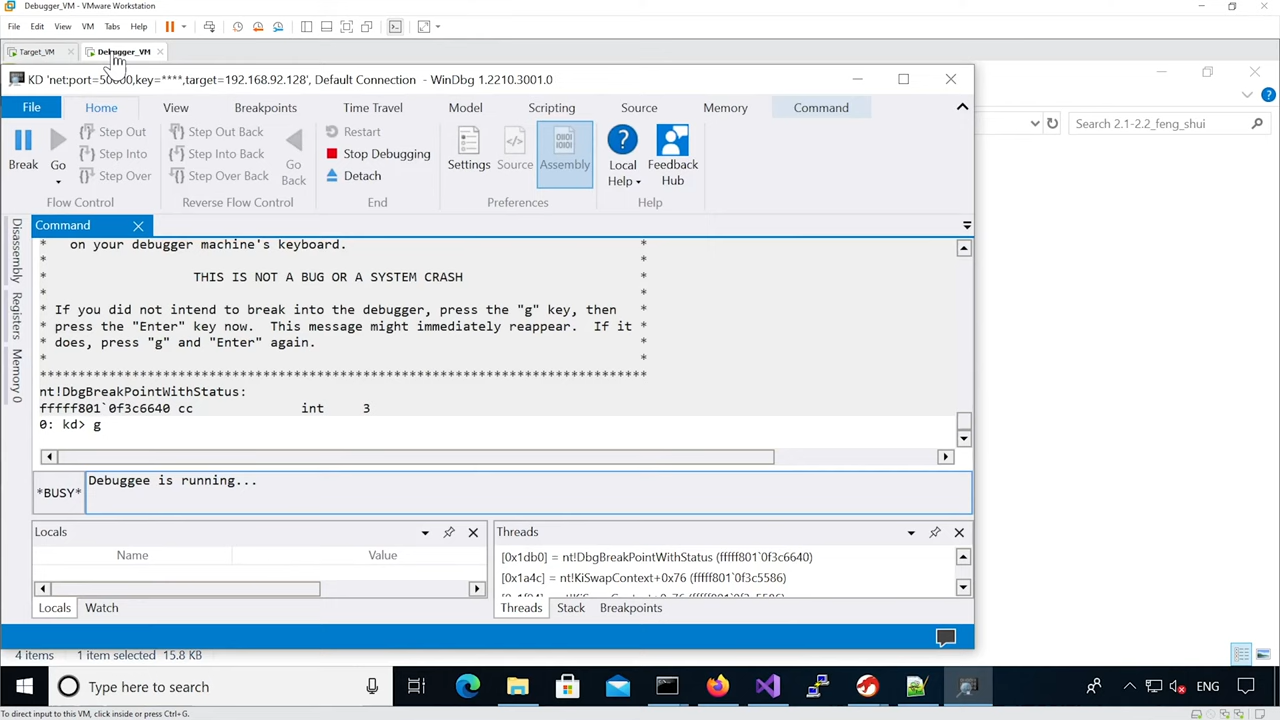 Debugger_VM - VMware Workstation
File Edit View VM Tabs Help
Target_VM Debugger_VM
KD 'net:port=50000,key=****,target=192.168.92.128', Default Connection - WinDbg 1.2210.3001.0
File Home View Breakpoints Time Travel Model Scripting Source Memory Command
Search 2.1-2.2_feng_shui
Break
Go
Step Out
Step Into
Step Over
Flow Control
Step Out Back
Step Into Back
Step Over Back
Go Back
Reverse Flow Control
Restart
Stop Debugging
Detach
End
Settings
Source
Assembly
Preferences
Local Help
Feedback Hub
Help
Disassembly
Registers
Memory 0
Command
* on your debugger machine's keyboard. *
* *
* THIS IS NOT A BUG OR A SYSTEM CRASH *
* *
* If you did not intend to break into the debugger, press the "g" key, then *
* press the "Enter" key now. This message might immediately reappear. If it *
* does, press "g" and "Enter" again. *
* *
*******************************************************************************
nt!DbgBreakPointWithStatus:
fffff801`0f3c6640 cc int 3
0: kd> g
*BUSY* Debuggee is running...
Locals
Name Value
Locals Watch
Threads
[0x1db0] = nt!DbgBreakPointWithStatus (fffff801`0f3c6640)
[0x1a4c] = nt!KiSwapContext+0x76 (fffff801`0f3c5586)
Threads Stack Breakpoints
4 items 1 item selected 15.8 KB
Type here to search
ENG
To direct input to this VM, click inside or press Ctrl+G.